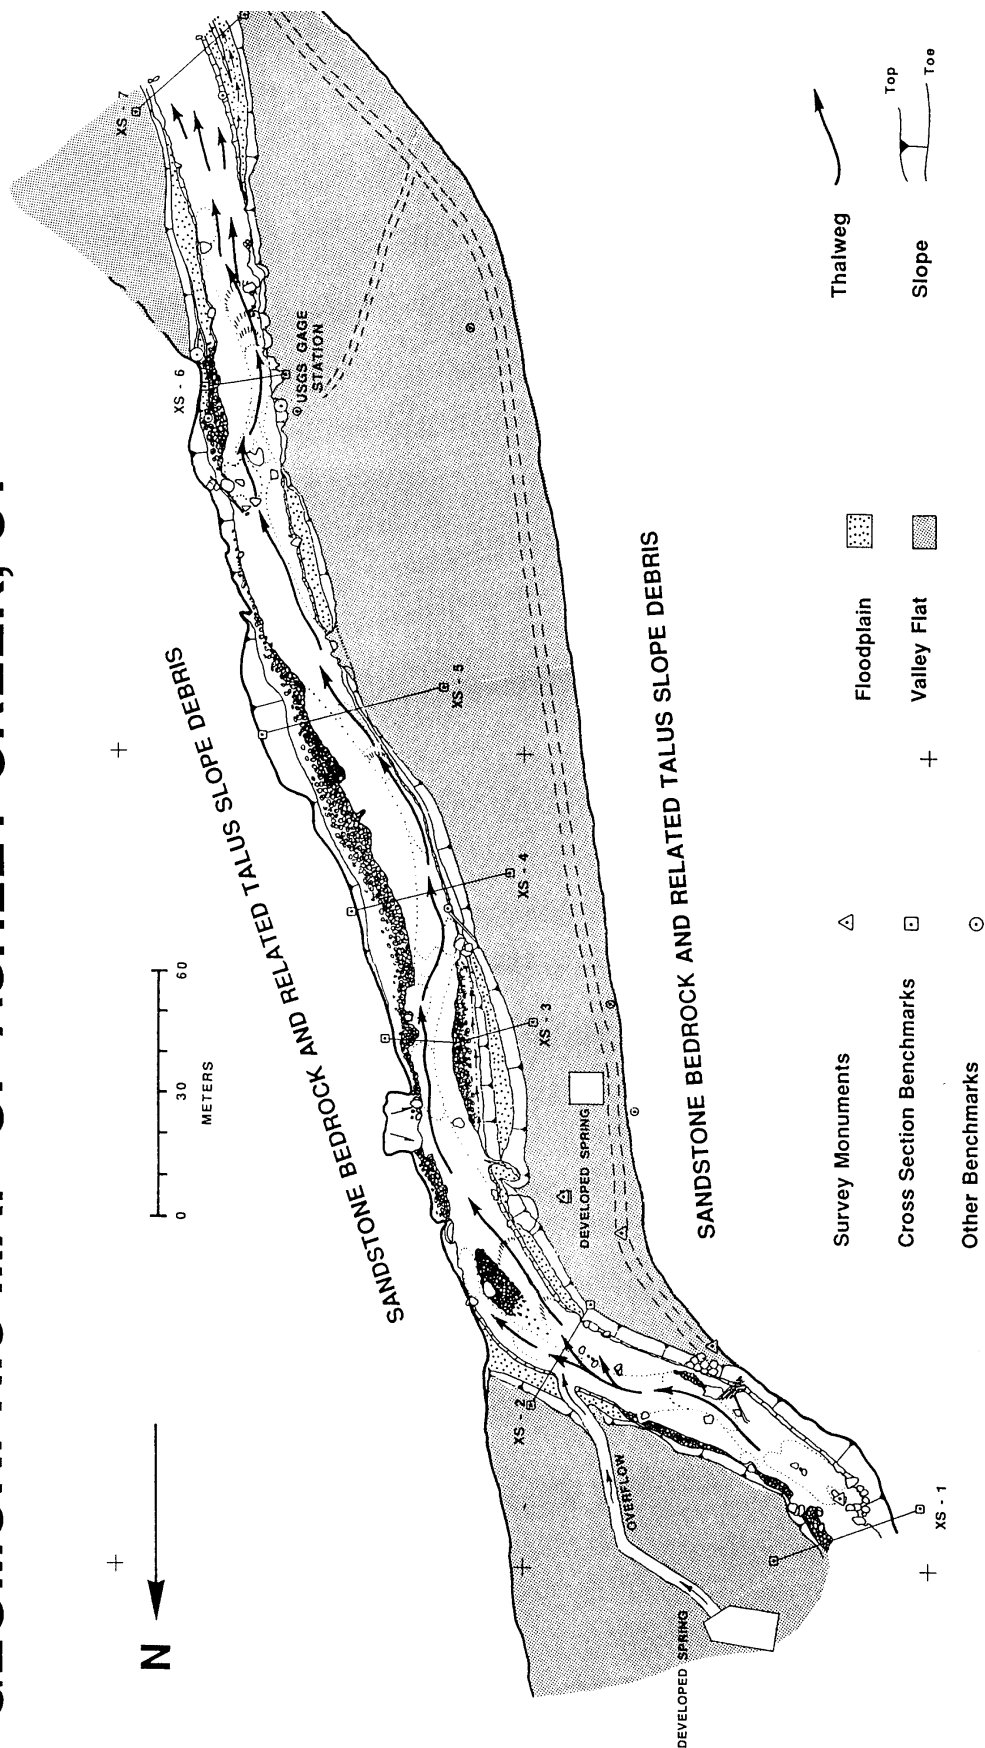 XS - 7
XS - 6
USGS GAGE
STATION
XS - 5
XS - 4
XS - 3
XS - 2
XS - 1
SANDSTONE BEDROCK AND RELATED TALUS SLOPE DEBRIS
SANDSTONE BEDROCK AND RELATED TALUS SLOPE DEBRIS
0 30 60
METERS
N
DEVELOPED SPRING
OVERFLOW
DEVELOPED SPRING
Survey Monuments
Cross Section Benchmarks
Other Benchmarks
Floodplain
Valley Flat
Thalweg
Slope
Top
Toe